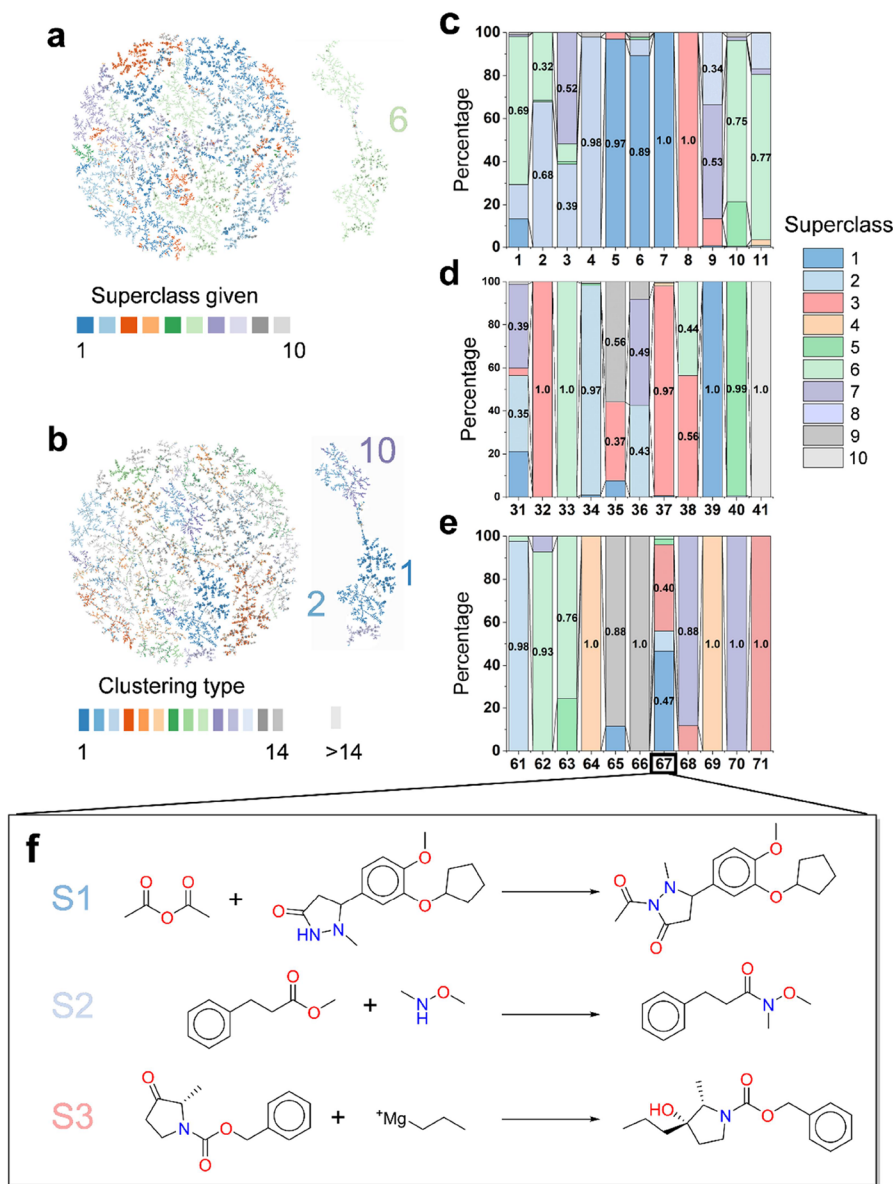 a
6
Superclass given
1 10
b
10
1
2
Clustering type
1 14 >14
c
Percentage
100
80
60
40
20
0
0.69 0.32 0.68 0.52 0.39 0.98 0.97 0.89 1.0 1.0 0.34 0.53 0.75 0.77
1 2 3 4 5 6 7 8 9 10 11
d
Percentage
100
80
60
40
20
0
0.39 0.35 1.0 1.0 0.97 0.56 0.37 0.49 0.43 0.97 0.44 0.56 1.0 0.99 1.0
31 32 33 34 35 36 37 38 39 40 41
e
Percentage
100
80
60
40
20
0
0.98 0.93 0.76 1.0 0.88 1.0 0.40 0.47 0.88 1.0 1.0 1.0
61 62 63 64 65 66 67 68 69 70 71
Superclass
1
2
3
4
5
6
7
8
9
10
f
S1
O O O + O NH N O O O N N O O O
S2
O O + N H O O N O
S3
O N O O + +Mg HO N O O